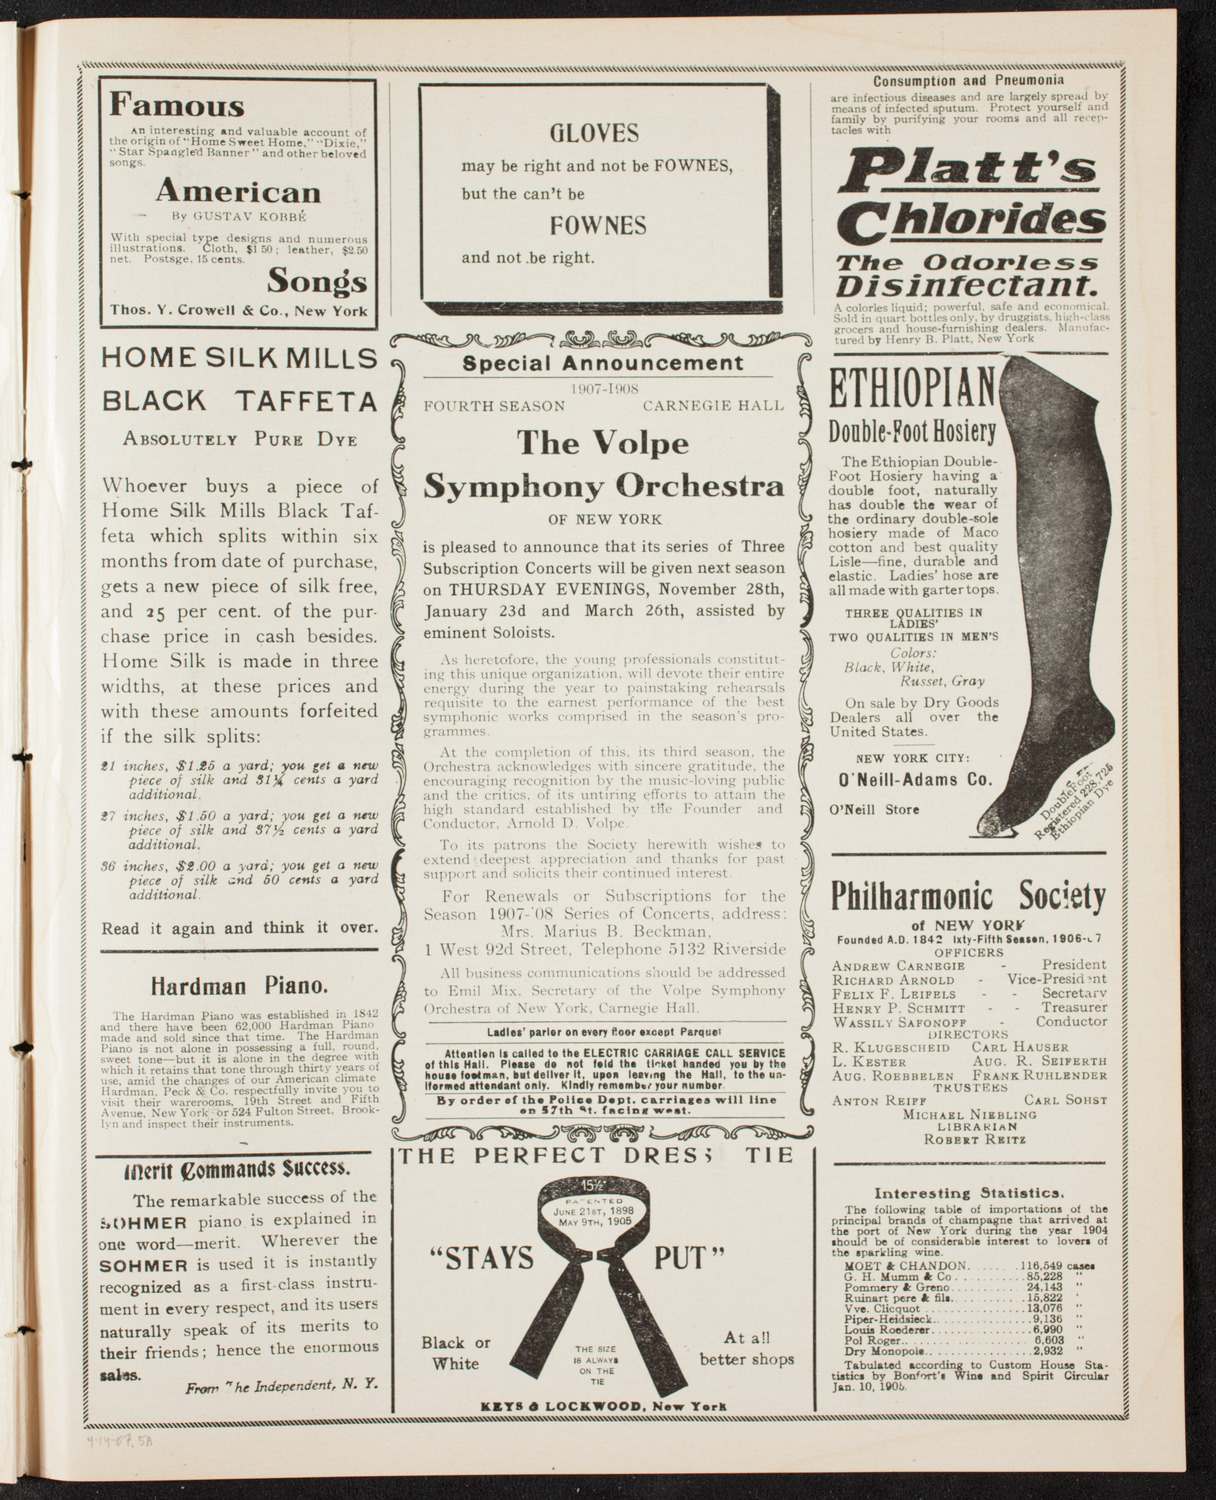 Famous
An interesting and valuable account of
the origin of "Home Sweet Home," "Dixie,"
"Star Spangled Banner" and other beloved
songs.
American
By GUSTAV KOBBÉ
With special type designs and numerous
illustrations. Cloth, $1 50; leather, $2.50
net. Postsge, 15 cents.
Songs
Thos. Y. Crowell & Co., New York
HOME SILK MILLS
BLACK TAFFETA
ABSOLUTELY PURE DYE
Whoever buys a piece of
Home Silk Mills Black Taf-
feta which splits within six
months from date of purchase,
gets a new piece of silk free,
and 25 per cent. of the pur-
chase price in cash besides.
Home Silk is made in three
widths, at these prices and
with these amounts forfeited
if the silk splits:
21 inches, $1.25 a yard; you get a new
piece of silk and 31¼ cents a yard
additional.
27 inches, $1.50 a yard; you get a new
piece of silk and 37½ cents a yard
additional.
36 inches, $2.00 a yard; you get a new
piece of silk and 50 cents a yard
additional.
Read it again and think it over.
Hardman Piano.
The Hardman Piano was established in 1842
and there have been 62,000 Hardman Piano
made and sold since that time. The Hardman
Piano is not alone in possessing a full, round,
sweet tone—but it is alone in the degree with
which it retains that tone through thirty years of
use, amid the changes of our American climate
Hardman, Peck & Co. respectfully invite you to
visit their warerooms, 19th Street and Fifth
Avenue, New York or 524 Fulton Street, Brook-
lyn and inspect their instruments.
Merit Commands Success.
The remarkable success of the
SOHMER piano is explained in
one word—merit. Wherever the
SOHMER is used it is instantly
recognized as a first-class instru-
ment in every respect, and its users
naturally speak of its merits to
their friends; hence the enormous
sales.
From The Independent, N. Y.
GLOVES
may be right and not be FOWNES,
but the can't be
FOWNES
and not be right.
Special Announcement
1907-1908
FOURTH SEASON CARNEGIE HALL
The Volpe
Symphony Orchestra
OF NEW YORK
is pleased to announce that its series of Three
Subscription Concerts will be given next season
on THURSDAY EVENINGS, November 28th,
January 23d and March 26th, assisted by
eminent Soloists.
As heretofore, the young professionals constitut-
ing this unique organization, will devote their entire
energy during the year to painstaking rehearsals
requisite to the earnest performance of the best
symphonic works comprised in the season's pro-
grammes.
At the completion of this, its third season, the
Orchestra acknowledges with sincere gratitude, the
encouraging recognition by the music-loving public
and the critics, of its untiring efforts to attain the
high standard established by the Founder and
Conductor, Arnold D. Volpe.
To its patrons the Society herewith wishes to
extend deepest appreciation and thanks for past
support and solicits their continued interest.
For Renewals or Subscriptions for the
Season 1907-'08 Series of Concerts, address:
Mrs. Marius B. Beckman,
1 West 92d Street, Telephone 5132 Riverside
All business communications should be addressed
to Emil Mix, Secretary of the Volpe Symphony
Orchestra of New York, Carnegie Hall.
Ladies' parlor on every floor except Parquet
Attention is called to the ELECTRIC CARRIAGE CALL SERVICE
of this Hall. Please do not fold the ticket handed you by the
house footman, but deliver it, upon leaving the Hall, to the un-
iformed attendant only. Kindly remember your number.
By order of the Police Dept. carriages will line
on 57th St. facing west.
THE PERFECT DRESS TIE
15½
PATENTED
JUNE 21ST, 1898
MAY 9TH, 1905
"STAYS PUT"
Black or
White
THE SIZE
IS ALWAYS
ON THE
TIE
At all
better shops
KEYS & LOCKWOOD, New York
Consumption and Pneumonia
are infectious diseases and are largely spread by
means of infected sputum. Protect yourself and
family by purifying your rooms and all recep-
tacles with
Platt's
Chlorides
The Odorless
Disinfectant.
A colorles liquid; powerful, safe and economical.
Sold in quart bottles only, by druggists, high-class
grocers and house-furnishing dealers. Manufac-
tured by Henry B. Platt, New York
ETHIOPIAN
Double-Foot Hosiery
The Ethiopian Double-
Foot Hosiery having a
double foot, naturally
has double the wear of
the ordinary double-sole
hosiery made of Maco
cotton and best quality
Lisle—fine, durable and
elastic. Ladies' hose are
all made with garter tops.
THREE QUALITIES IN
LADIES'
TWO QUALITIES IN MEN'S
Colors:
Black, White,
Russet, Gray
On sale by Dry Goods
Dealers all over the
United States.
NEW YORK CITY:
O'Neill-Adams Co.
O'Neill Store
Double Foot
Registered 228,725
Ethiopian Dye
Philharmonic Society
of NEW YORK
Founded A.D. 1842 ixty-Fifth Season, 1906-07
OFFICERS
ANDREW CARNEGIE - President
RICHARD ARNOLD - Vice-President
FELIX F. LEIFELS - - Secretary
HENRY P. SCHMITT - - Treasurer
WASSILY SAFONOFF - Conductor
DIRECTORS
R. KLUGESCHEID CARL HAUSER
L. KESTER AUG. R. SEIFERTH
AUG. ROEBBELEN FRANK RUHLENDER
TRUSTEES
ANTON REIFF CARL SOHST
MICHAEL NIEBLING
LIBRARIAN
ROBERT REITZ
Interesting Statistics.
The following table of importations of the
principal brands of champagne that arrived at
the port of New York during the year 1904
should be of considerable interest to lovers of
the sparkling wine.
MOET & CHANDON. . . . . . .116,549 cases
G. H. Mumm & Co. . . . . . . . . .85,228 "
Pommery & Greno. . . . . . . . . . 24,143 "
Ruinart pere & fils. . . . . . . . . . 15,822 '
Vve. Clicquot . . . . . . . . . . . . .13,076 "
Piper-Heidsieck. . . . . . . . . . . .9,136 "
Louis Roederer. . . . . . . . . . . . 6,990 "
Pol Roger. . . . . . . . . . . . . . . 6,603 "
Dry Monopole. . . . . . . . . . . . .2,932 "
Tabulated according to Custom House Sta-
tistics by Bonfort's Wine and Spirit Circular
Jan. 10, 1905.
4-14-07, 5A